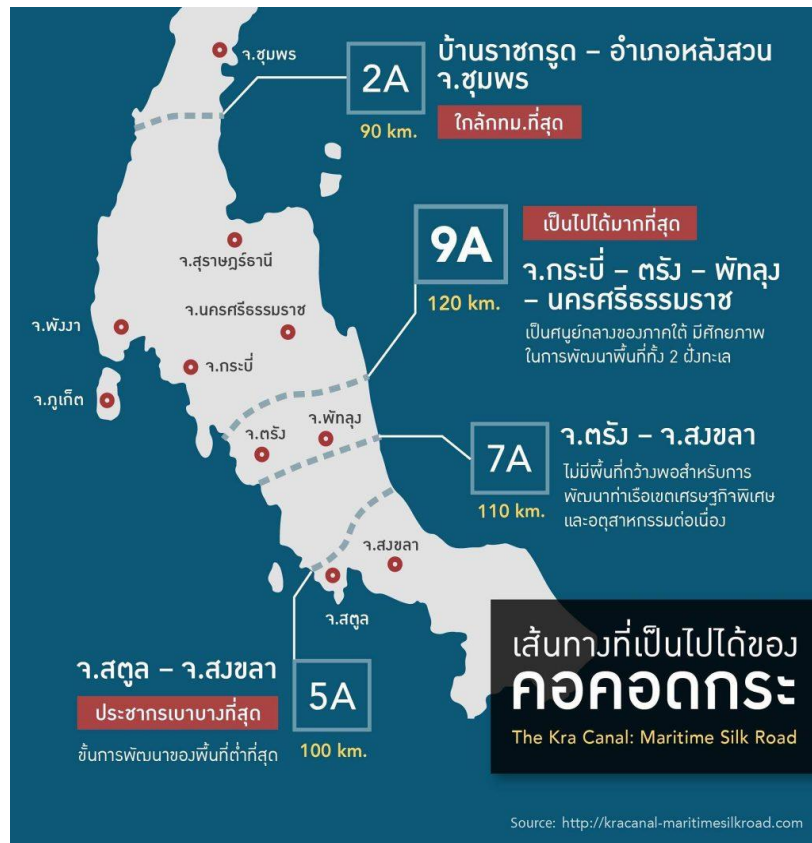 จ.ชุมพร
2A
90 km.
บ้านราชกรูด – อำเภอหลังสวน
จ.ชุมพร
ใกล้กทม.ที่สุด
9A
120 km.
เป็นไปได้มากที่สุด
จ.กระบี่ – ตรัง – พัทลุง
– นครศรีธรรมราช
เป็นศนูย์กลางของภาคใต้ มีศักยภาพ
ในการพัฒนาพื้นที่ทั้ง 2 ฝั่งทะเล
จ.สุราษฎร์ธานี
จ.นครศรีธรรมราช
จ.พังงา
จ.กระบี่
จ.ภูเก็ต
จ.ตรัง
จ.พัทลุง
7A
110 km.
จ.ตรัง – จ.สงขลา
ไม่มีพื้นที่กว้างพอสำหรับการ
พัฒนาท่าเรือเขตเศรษฐกิจพิเศษ
และอตุสาหกรรมต่อเนื่อง
จ.สงขลา
จ.สตูล
จ.สตูล – จ.สงขลา
ประชากรเบาบางที่สุด
ขั้นการพัฒนาของพื้นที่ต่ำที่สุด
5A
100 km.
เส้นทางที่เป็นไปได้ของ
คอคอดกระ
The Kra Canal: Maritime Silk Road
Source: http://kracanal-maritimesilkroad.com